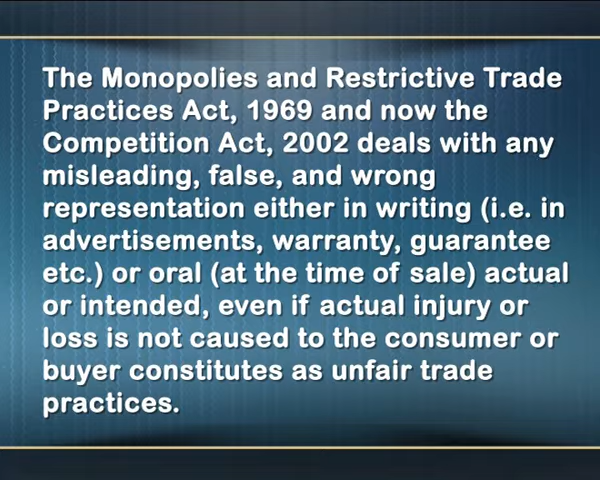 The Monopolies and Restrictive Trade
Practices Act, 1969 and now the
Competition Act, 2002 deals with any
misleading, false, and wrong
representation either in writing (i.e. in
advertisements, warranty, guarantee
etc.) or oral (at the time of sale) actual
or intended, even if actual injury or
loss is not caused to the consumer or
buyer constitutes as unfair trade
practices.